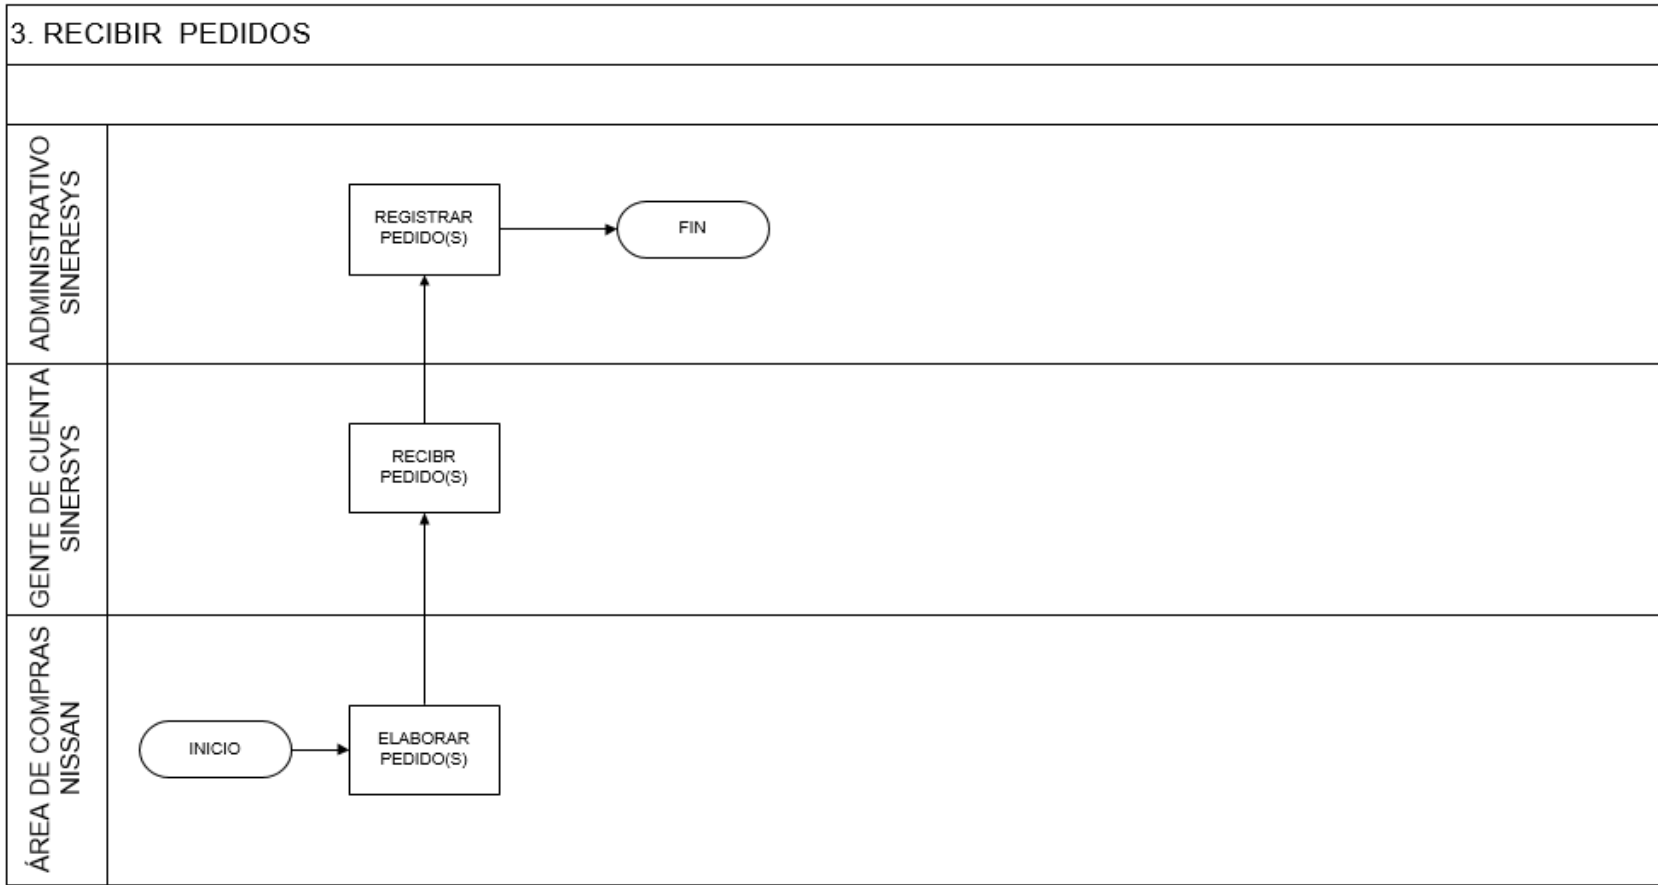 3. RECIBIR PEDIDOS
ADMINISTRATIVO
SINERESYS
REGISTRAR
PEDIDO(S)
FIN
GENTE DE CUENTA
SINERSYS
RECIBR
PEDIDO(S)
ÁREA DE COMPRAS
NISSAN
INICIO
ELABORAR
PEDIDO(S)